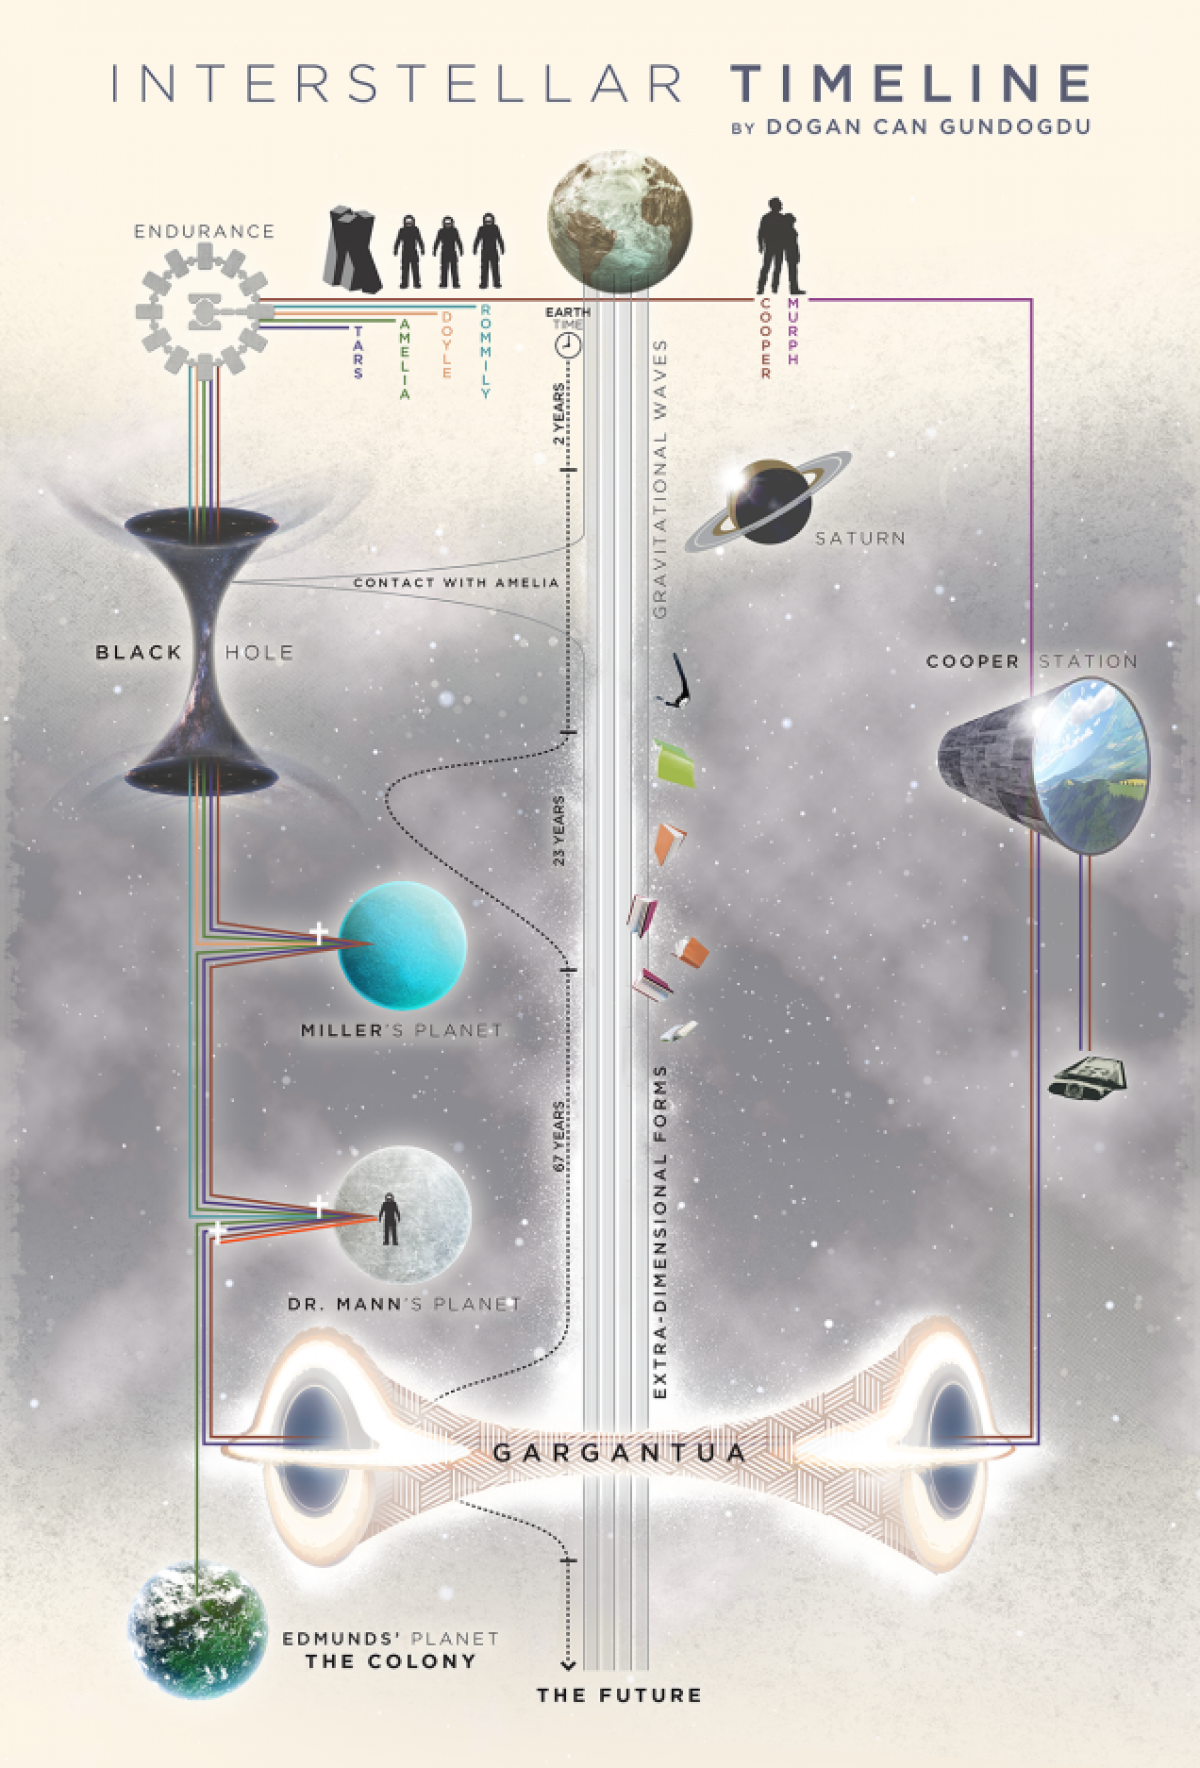 INTERSTELLAR TIMELINE
BY DOGAN CAN GUNDOGDU
ENDURANCE
TARS
AMELIA
DOYLE
ROMMILY
EARTH
TIME
COOPER
MURPH
2 YEARS
GRAVITATIONAL WAVES
SATURN
CONTACT WITH AMELIA
BLACK HOLE
COOPER STATION
23 YEARS
MILLER'S PLANET
67 YEARS
EXTRA-DIMENSIONAL FORMS
DR. MANN'S PLANET
GARGANTUA
EDMUNDS' PLANET
THE COLONY
THE FUTURE